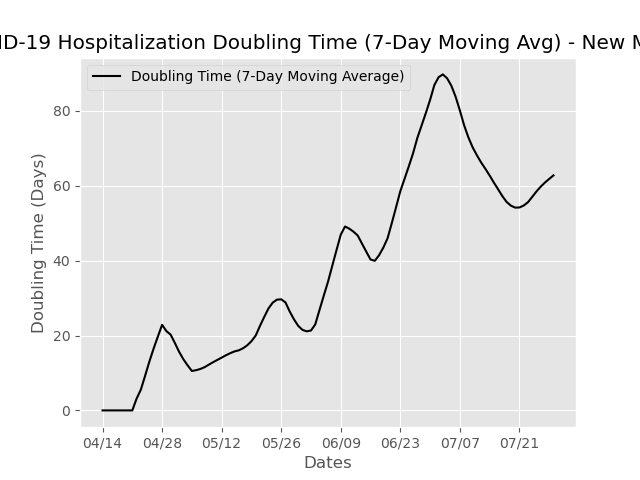 ID-19 Hospitalization Doubling Time (7-Day Moving Avg) - New M
Doubling Time (7-Day Moving Average)
Doubling Time (Days)
80
60
40
20
0
04/14 04/28 05/12 05/26 06/09 06/23 07/07 07/21
Dates